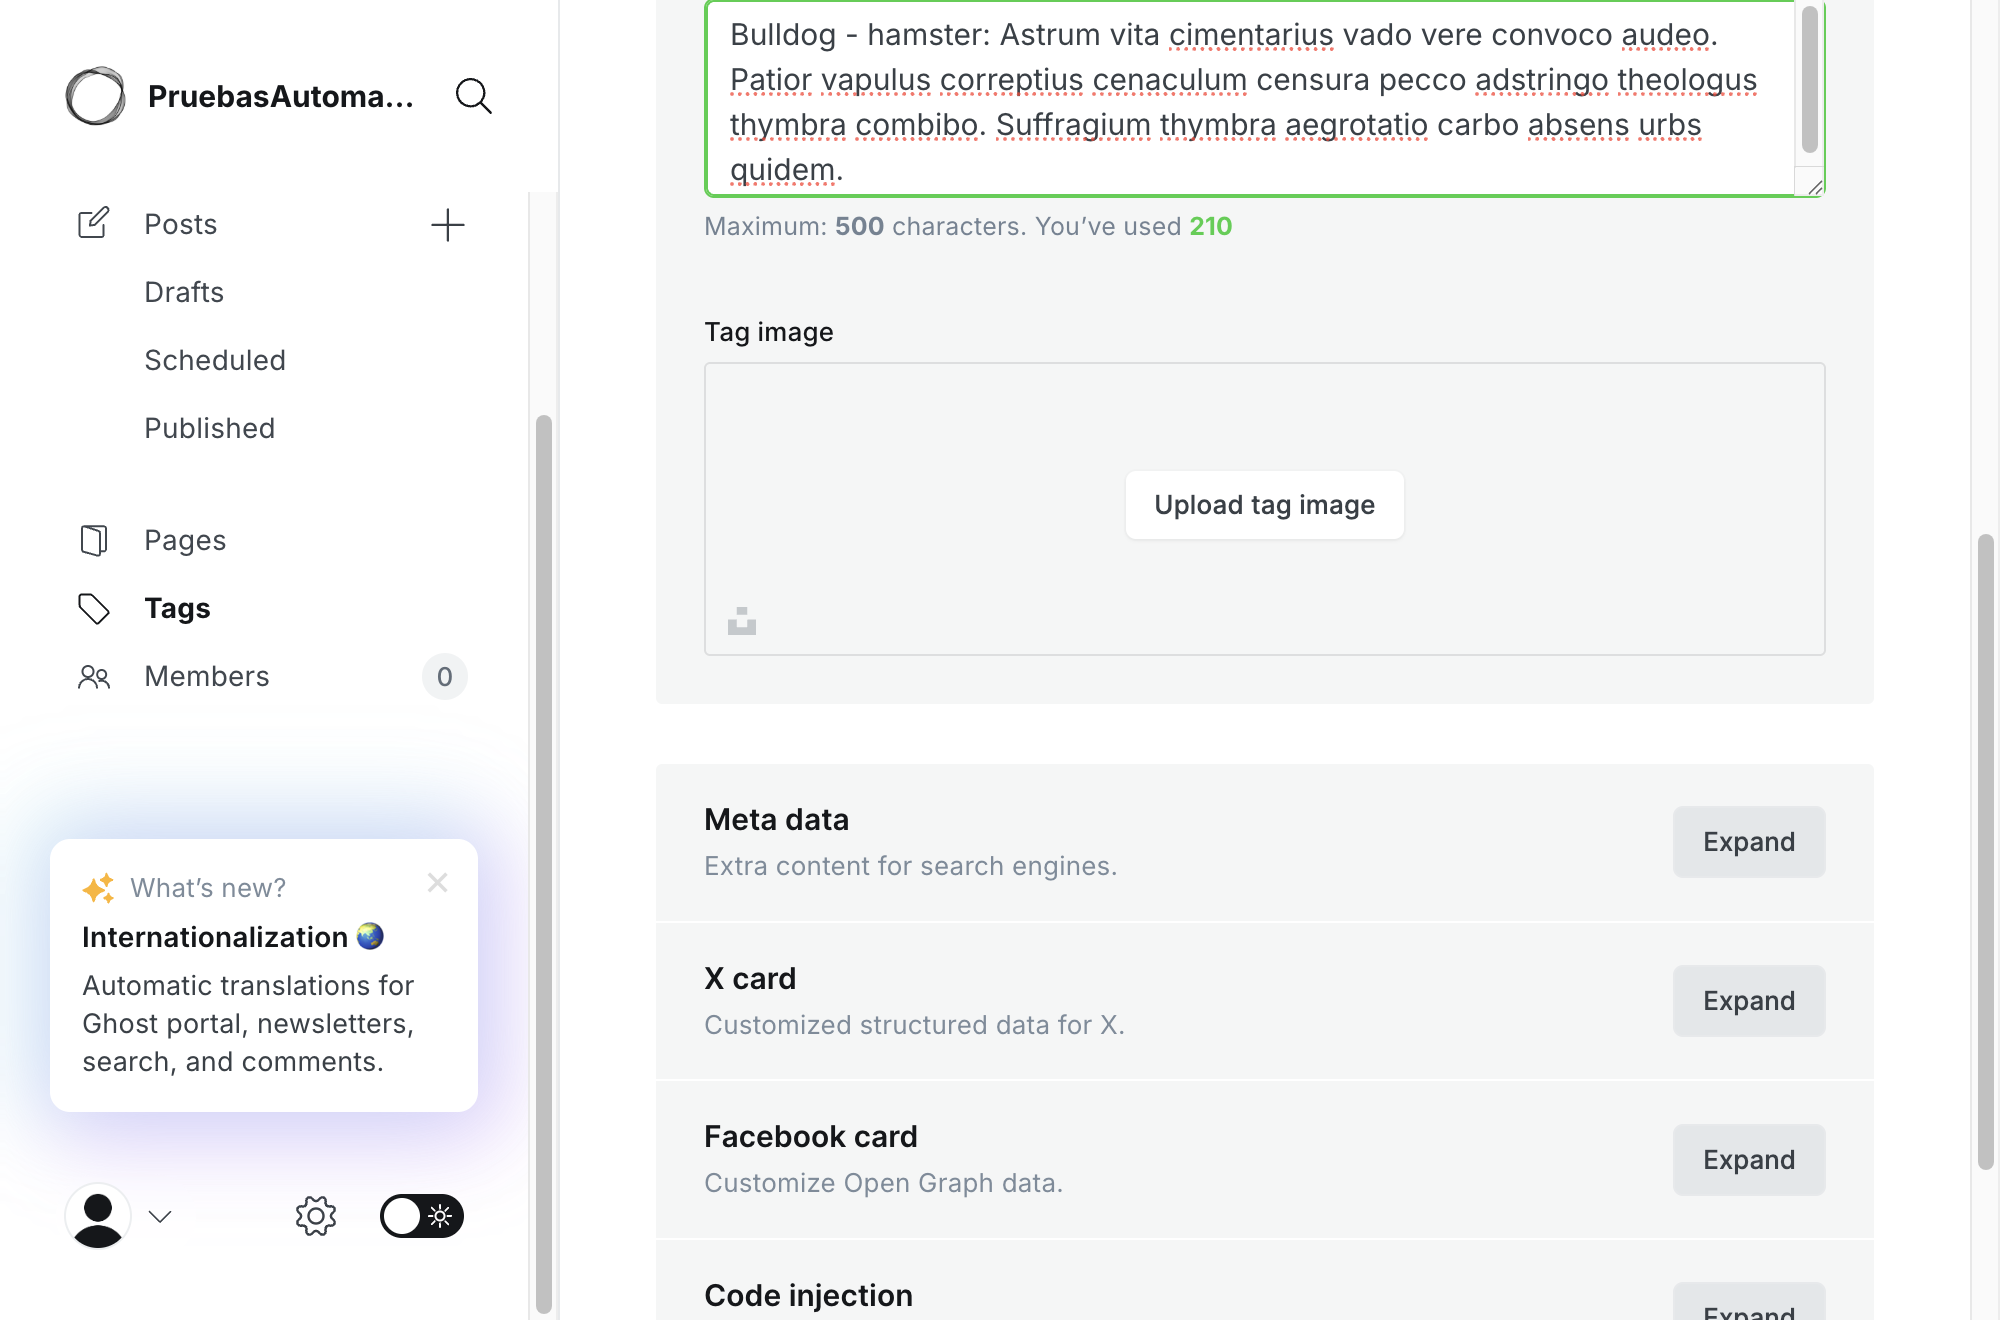 PruebasAutoma...
Posts
Drafts
Scheduled
Published
Pages
Tags
Members
0
What’s new?
Internationalization
Automatic translations for
Ghost portal, newsletters,
search, and comments.
Bulldog - hamster: Astrum vita cimentarius vado vere convoco audeo.
Patior vapulus correptius cenaculum censura pecco adstringo theologus
thymbra combibo. Suffragium thymbra aegrotatio carbo absens urbs
quidem.
Maximum: 500 characters. You’ve used 210
Tag image
Upload tag image
Meta data
Extra content for search engines.
Expand
X card
Customized structured data for X.
Expand
Facebook card
Customize Open Graph data.
Expand
Code injection
Expand